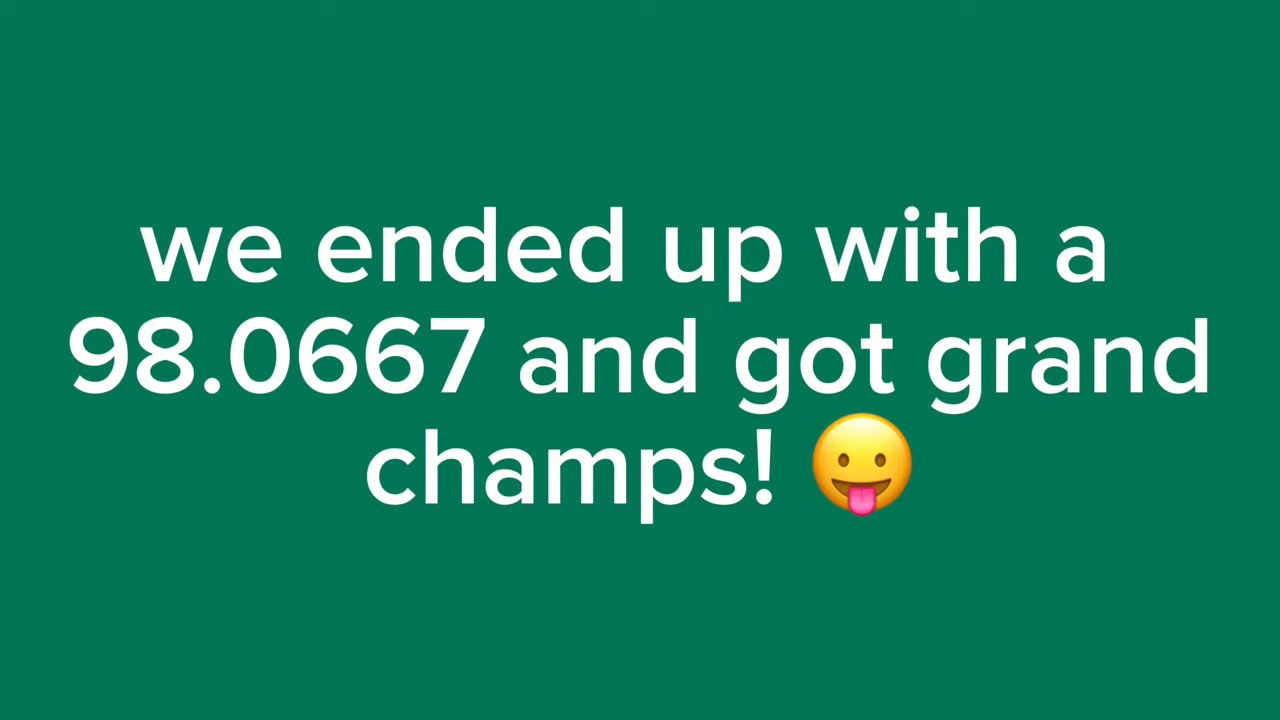 we ended up with a
98.0667 and got grand
champs! 😛